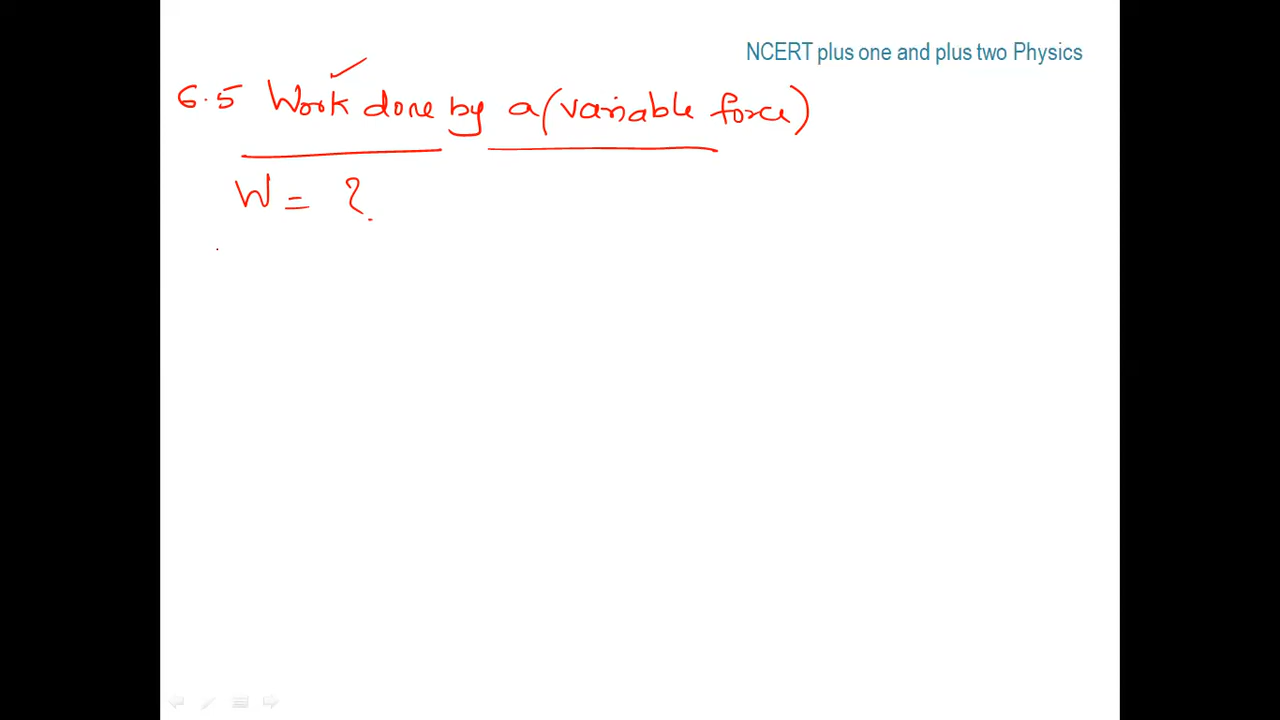 NCERT plus one and plus two Physics
6.5 Work done by a (variable force)
W = ?